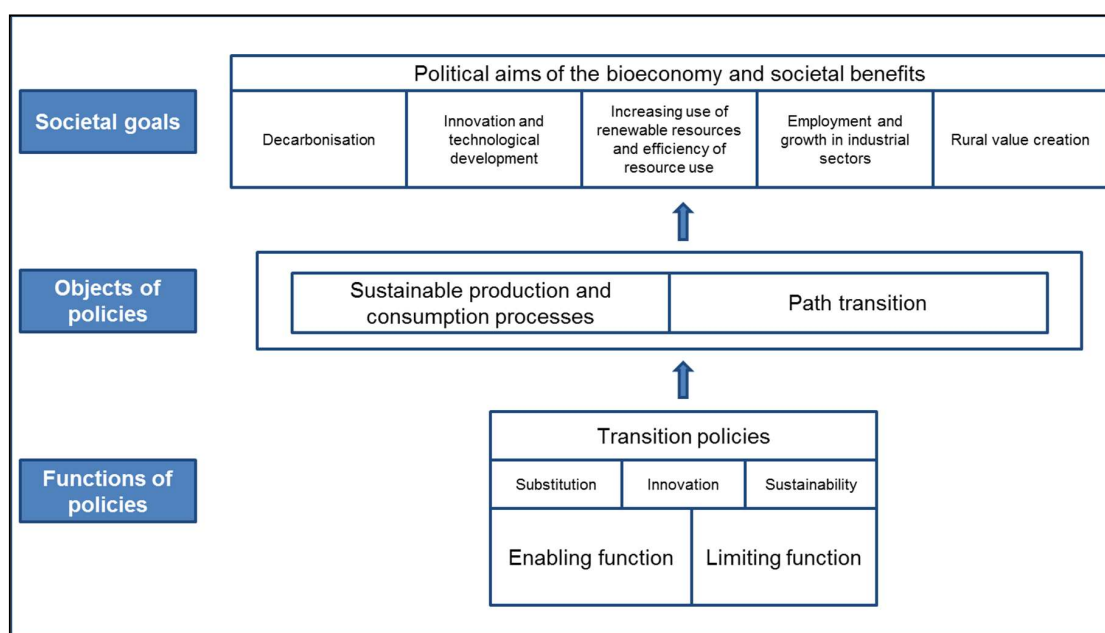 Political aims of the bioeconomy and societal benefits
Societal goals
Decarbonisation
Innovation and
technological
development
Increasing use of
renewable resources
and efficiency of
resource use
Employment and
growth in industrial
sectors
Rural value creation
Objects of
policies
Sustainable production and
consumption processes
Path transition
Functions of
policies
Transition policies
Substitution
Innovation
Sustainability
Enabling function
Limiting function